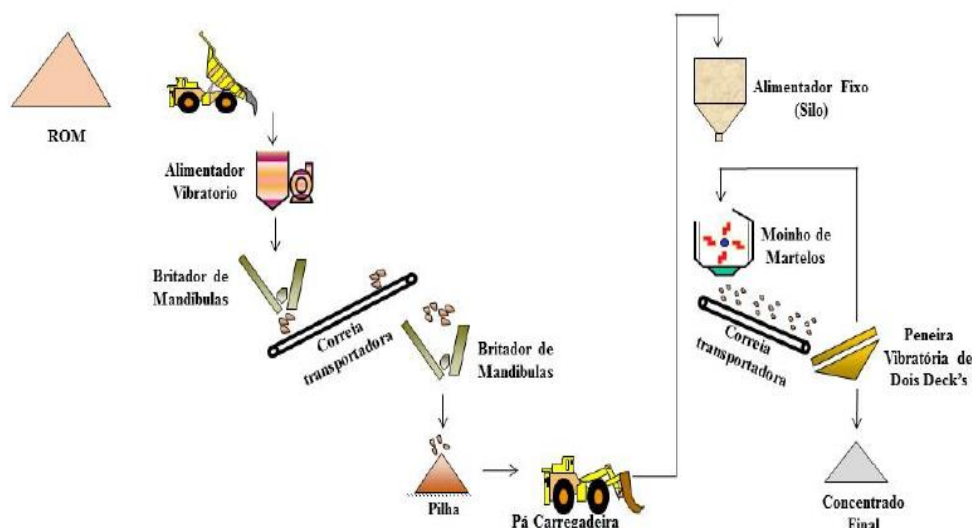 ROM
Alimentador
Vibratorio
Britador de
Mandíbulas
Correia
transportadora
Britador de
Mandíbulas
Pilha
Pá Carregadeira
Alimentador Fixo
(Silo)
Moinho de
Martelos
Correia
transportadora
Peneira
Vibratória de
Dois Deck's
Concentrado
Final